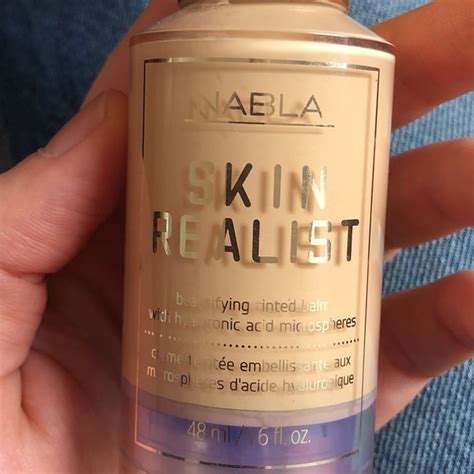 NABLA
SKIN
REALIST
beautifying tinted balm
with hyaluronic acid microspheres
crème teintée embellissante aux
microsphères d'acide hyaluronique
48 ml / 1.6 fl. oz.